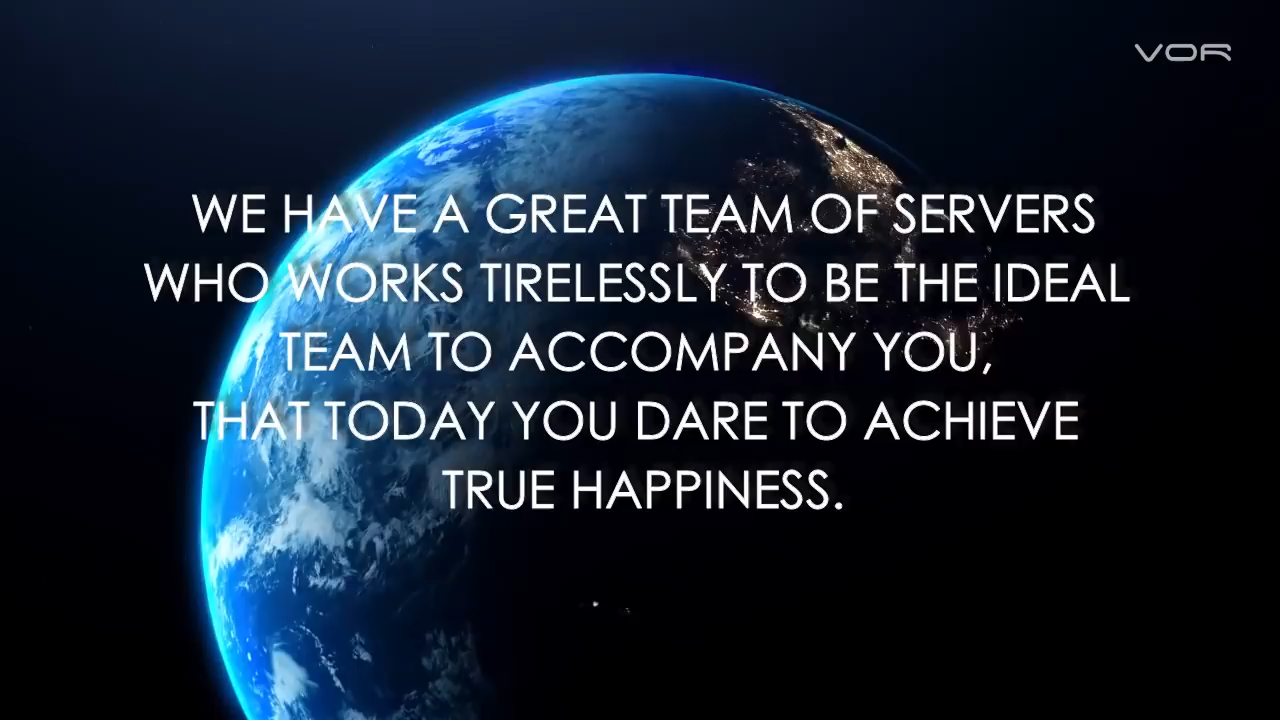 VOR
WE HAVE A GREAT TEAM OF SERVERS
WHO WORKS TIRELESSLY TO BE THE IDEAL
TEAM TO ACCOMPANY YOU,
THAT TODAY YOU DARE TO ACHIEVE
TRUE HAPPINESS.